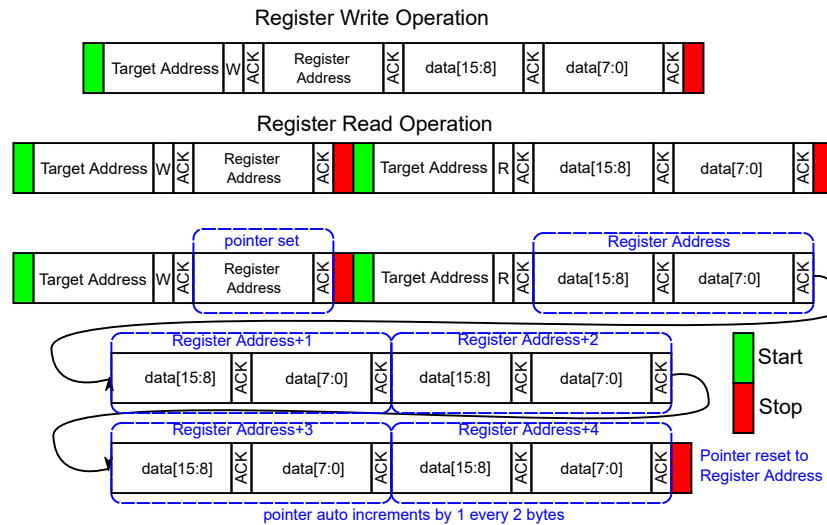 Register Write Operation
Target Address W ACK Register Address ACK data[15:8] ACK data[7:0] ACK
Register Read Operation
Target Address W ACK Register Address ACK Target Address R ACK data[15:8] ACK data[7:0] ACK
pointer set Register Address
Target Address W ACK Register Address ACK Target Address R ACK data[15:8] ACK data[7:0] ACK
Register Address+1 Register Address+2
data[15:8] ACK data[7:0] ACK data[15:8] ACK data[7:0] ACK
Start
Stop
Register Address+3 Register Address+4
data[15:8] ACK data[7:0] ACK data[15:8] ACK data[7:0] ACK
Pointer reset to
Register Address
pointer auto increments by 1 every 2 bytes